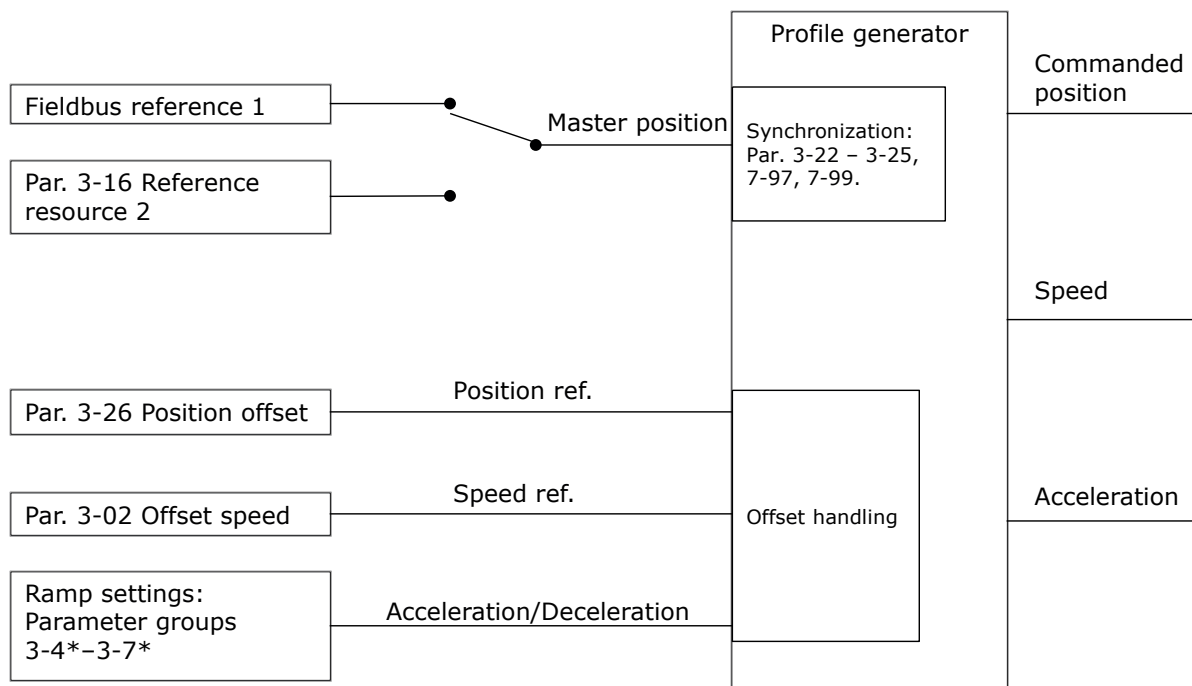 Profile generator
Commanded
position
Fieldbus reference 1
Master position
Synchronization:
Par. 3-22 – 3-25,
7-97, 7-99.
Par. 3-16 Reference
resource 2
Speed
Position ref.
Par. 3-26 Position offset
Speed ref.
Acceleration
Par. 3-02 Offset speed
Offset handling
Ramp settings:
Parameter groups
3-4*–3-7*
Acceleration/Deceleration